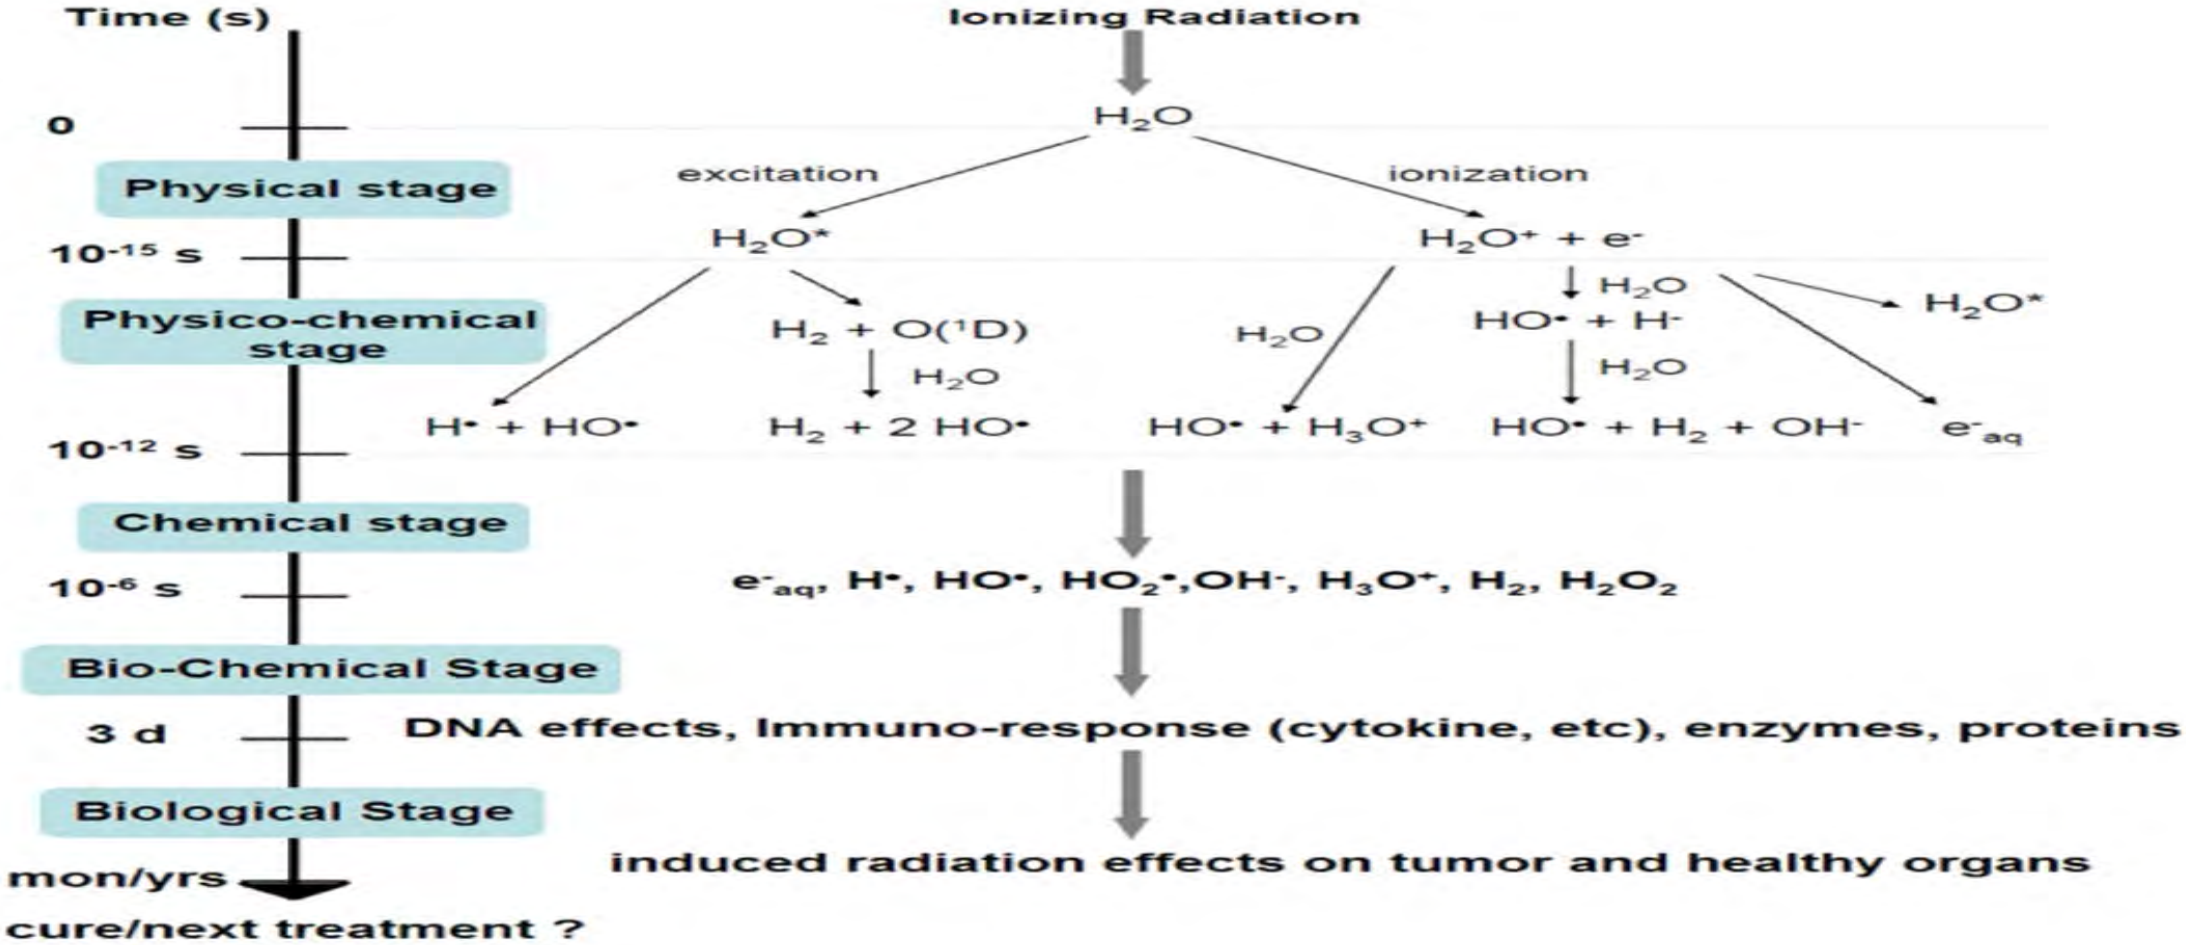 Time (s)
Ionizing Radiation
H₂O
0
excitation
ionization
Physical stage
H₂O*
H₂O⁺ + e⁻
10⁻¹⁵ s
H₂O
H₂O*
Physico-chemical
stage
H₂ + O(¹D)
H₂O
HO• + H⁻
H₂O
H₂O
H• + HO•
H₂ + 2 HO•
HO• + H₃O⁺
HO• + H₂ + OH⁻
e⁻aq
10⁻¹² s
Chemical stage
10⁻⁶ s
e⁻aq, H•, HO•, HO₂•,OH⁻, H₃O⁺, H₂, H₂O₂
Bio-Chemical Stage
3 d
DNA effects, Immuno-response (cytokine, etc), enzymes, proteins
Biological Stage
mon/yrs
induced radiation effects on tumor and healthy organs
cure/next treatment ?